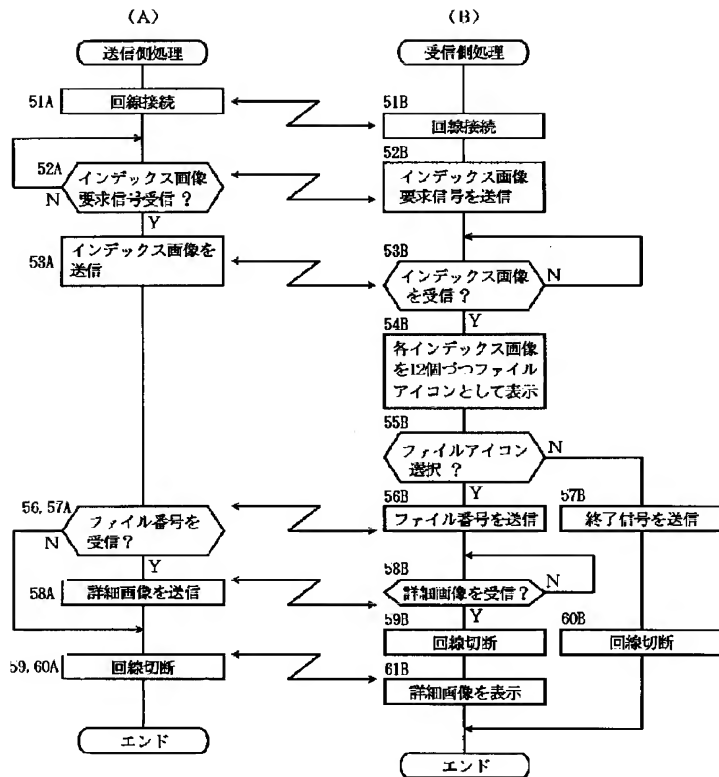 (A)
送信側処理
51A
回線接続
52A
インデックス画像
要求信号受信？
N
Y
53A
インデックス画像を
送信
56,57A
ファイル番号を
受信？
N
Y
58A
詳細画像を送信
59,60A
回線切断
エンド
(B)
受信側処理
51B
回線接続
52B
インデックス画像
要求信号を送信
53B
インデックス画像
を受信？
N
Y
54B
各インデックス画像
を12個づつファイル
アイコンとして表示
55B
ファイルアイコン
選択 ？
N
Y
56B
ファイル番号を送信
57B
終了信号を送信
58B
詳細画像を受信？
N
Y
59B
回線切断
60B
回線切断
61B
詳細画像を表示
エンド